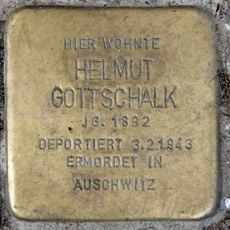 HIER WOHNTE
HELMUT
GOTTSCHALK
JG. 1892
DEPORTIERT 3.2.1943
ERMORDET IN
AUSCHWITZ